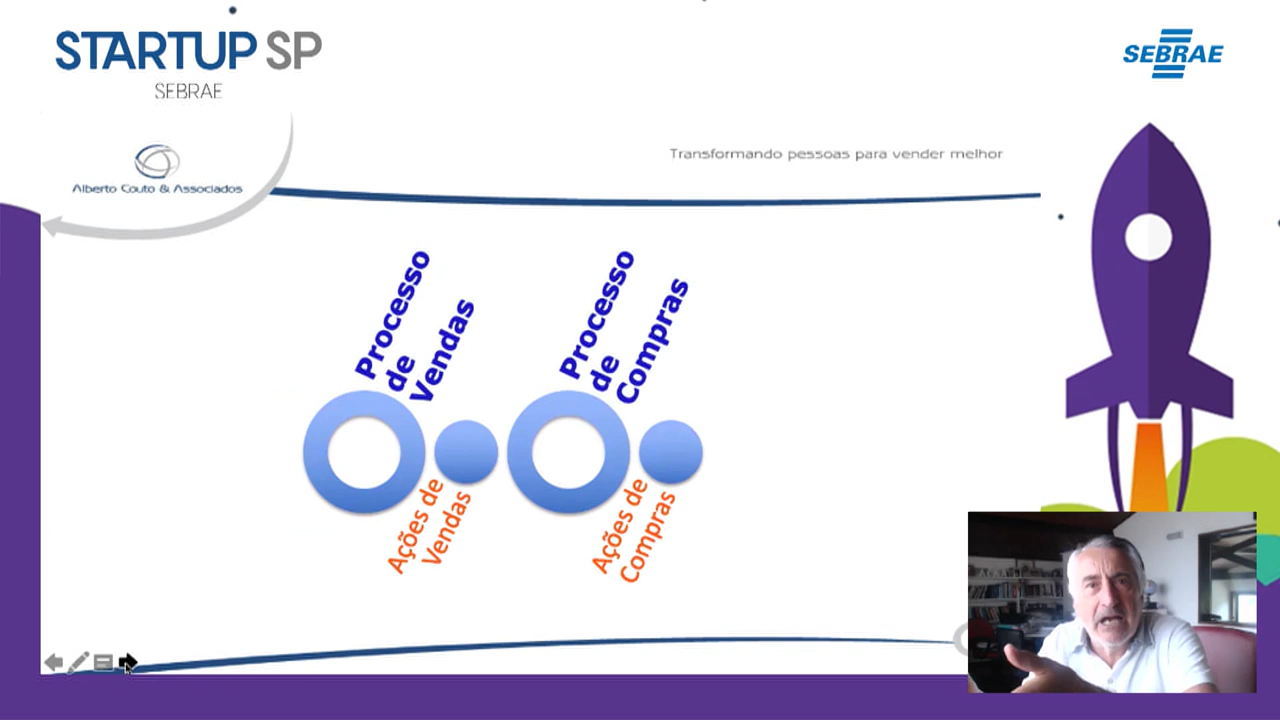 STARTUP SP
SEBRAE
SEBRAE
Alberto Couto & Associados
Transformando pessoas para vender melhor
Processo
de
Vendas
Processo
de
Compras
Ações de
Vendas
Ações de
Compras